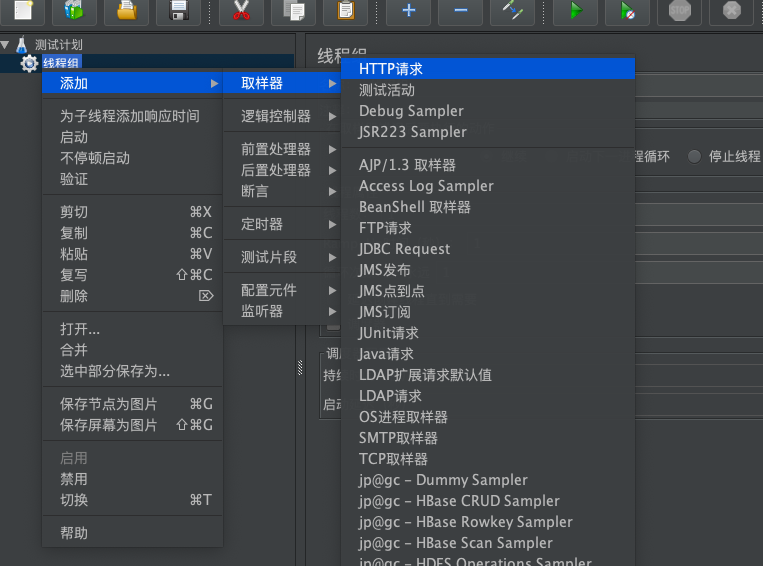 STOP
测试计划
线程组
线程组
添加
为子线程添加响应时间
启动
不停顿启动
验证
剪切 ⌘X
复制 ⌘C
粘贴 ⌘V
复写 ⇧⌘C
删除 ⌦
打开...
合并
选中部分保存为...
保存节点为图片 ⌘G
保存屏幕为图片 ⇧⌘G
启用
禁用
切换 ⌘T
帮助
取样器
逻辑控制器
前置处理器
后置处理器
断言
定时器
测试片段
配置元件
监听器
HTTP请求
测试活动
Debug Sampler
JSR223 Sampler
AJP/1.3 取样器
Access Log Sampler
BeanShell 取样器
FTP请求
JDBC Request
JMS发布
JMS点到点
JMS订阅
JUnit请求
Java请求
LDAP扩展请求默认值
LDAP请求
OS进程取样器
SMTP取样器
TCP取样器
jp@gc - Dummy Sampler
jp@gc - HBase CRUD Sampler
jp@gc - HBase Rowkey Sampler
jp@gc - HBase Scan Sampler
jp@gc - HDFS Operations Sampler
程循环 停止线程
调
持
启